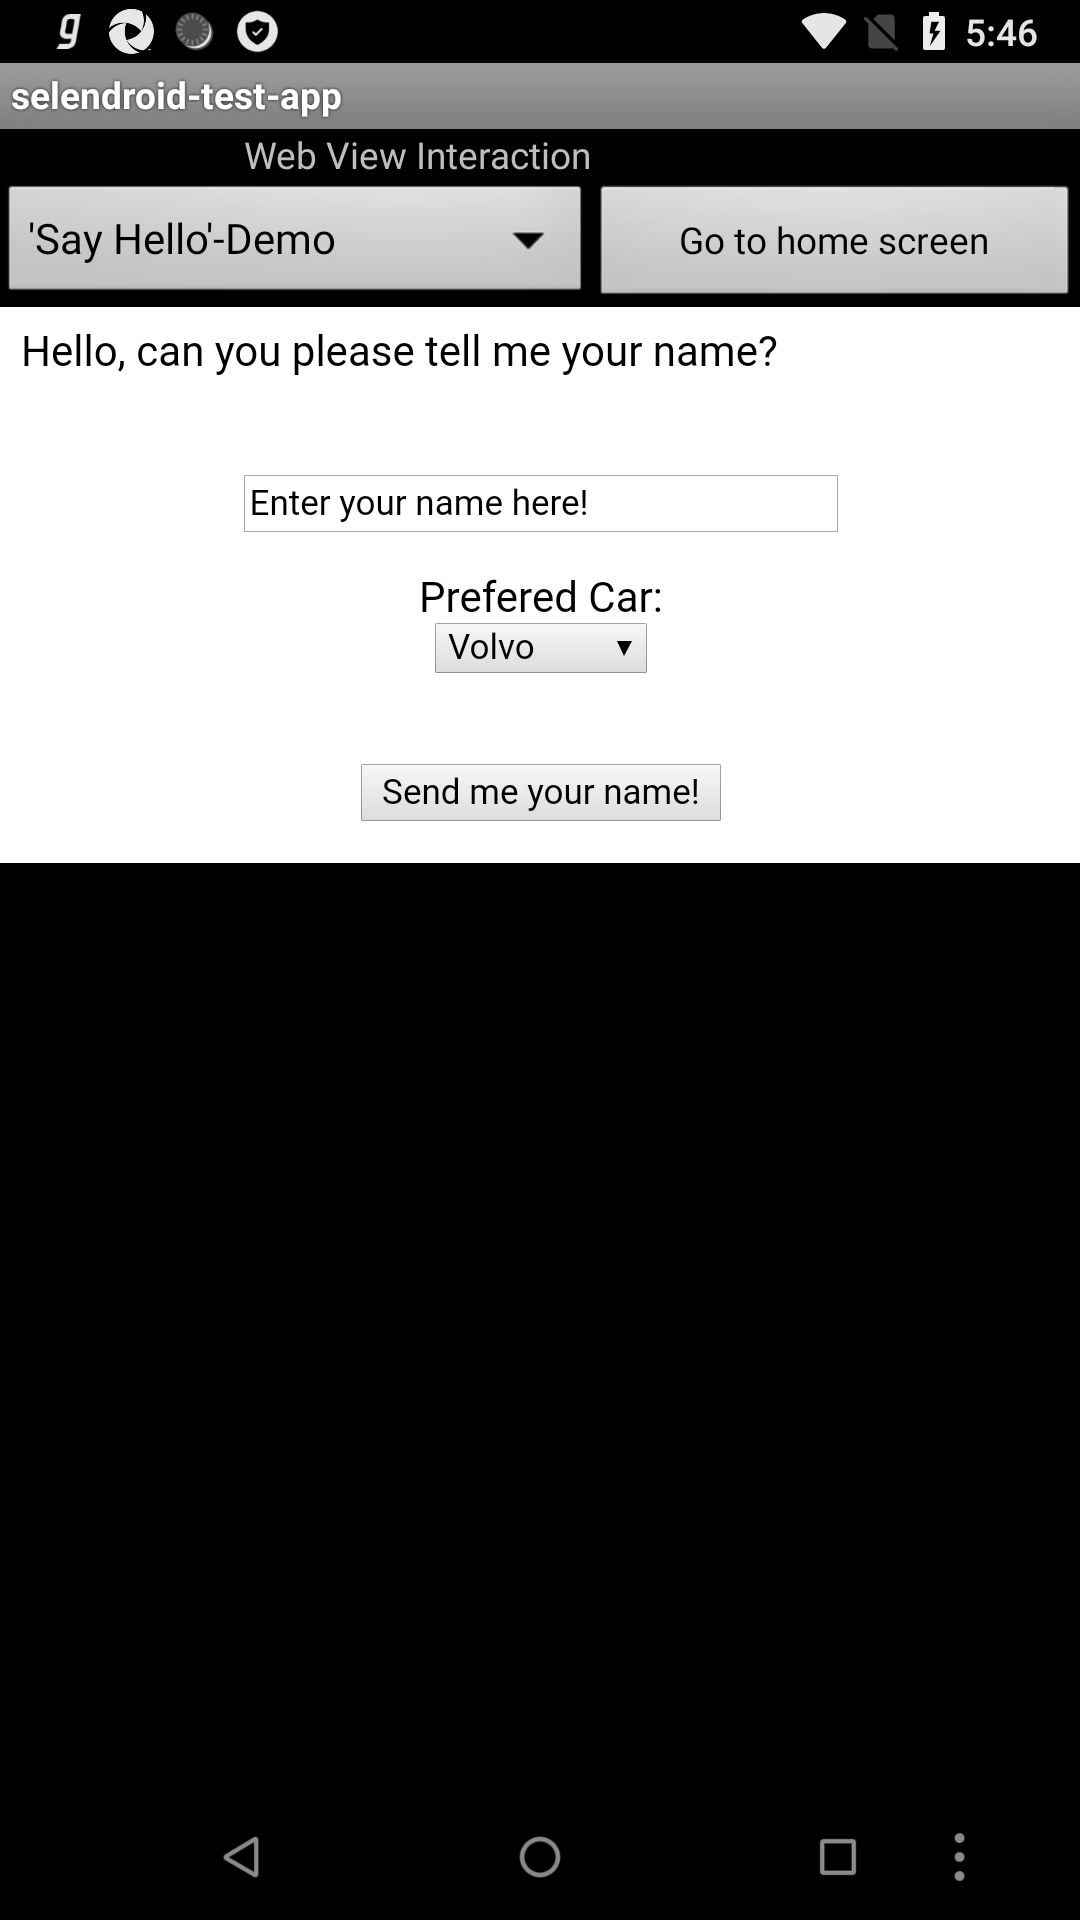 5:46
selendroid-test-app
Web View Interaction
'Say Hello'-Demo
Go to home screen
Hello, can you please tell me your name?
Enter your name here!
Prefered Car:
Volvo
Send me your name!